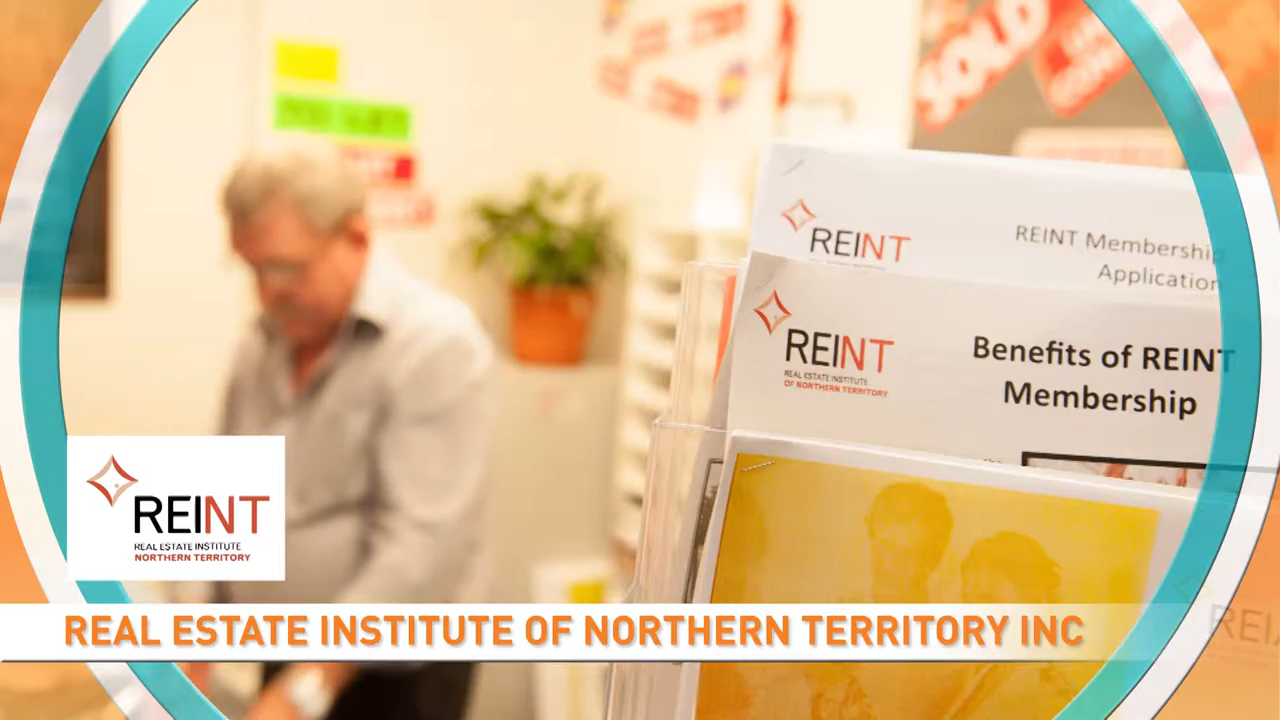 SOLD
REINT
REINT Membership
Application
REINT
REAL ESTATE INSTITUTE
OF NORTHERN TERRITORY
Benefits of REINT
Membership
REINT
REAL ESTATE INSTITUTE
NORTHERN TERRITORY
REAL ESTATE INSTITUTE OF NORTHERN TERRITORY INC